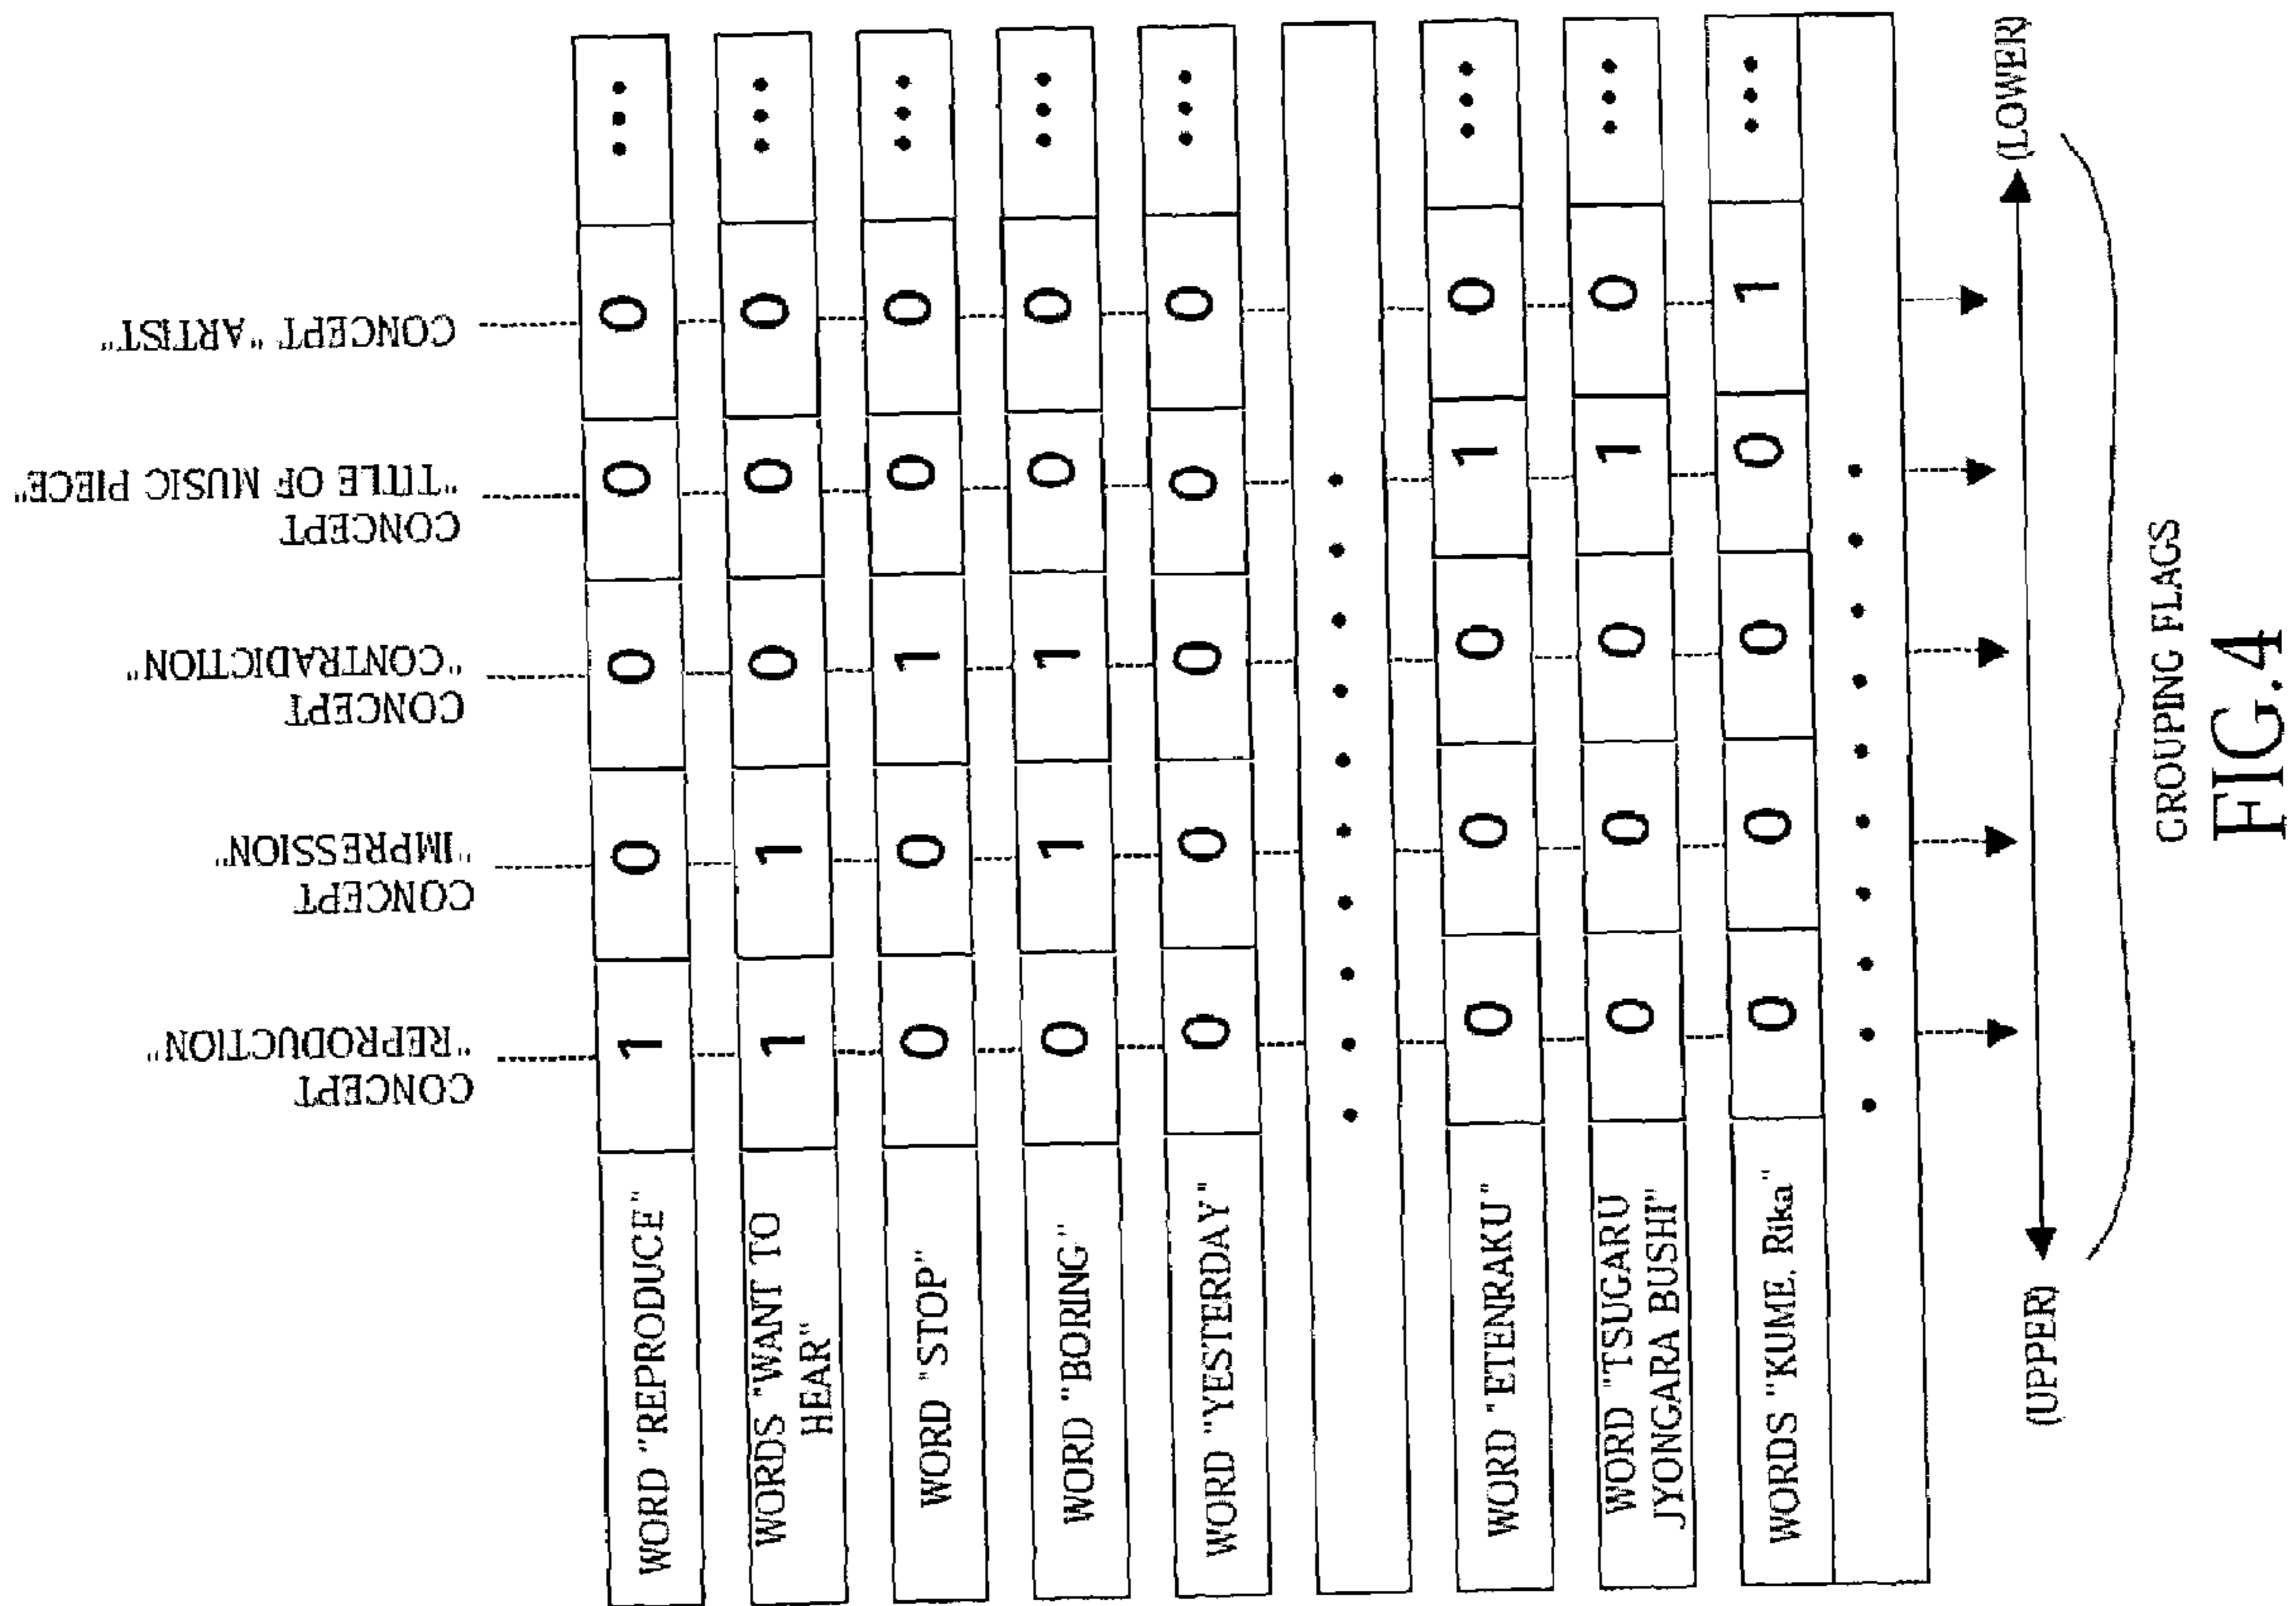 CONCEPT
"REPRODUCTION"
CONCEPT
"IMPRESSION"
CONCEPT
"CONTRADICTION"
CONCEPT
"TITLE OF MUSIC PIECE"
CONCEPT "ARTIST"
WORD "REPRODUCE" 1 0 0 0 0 •••
WORDS "WANT TO
HEAR" 1 1 0 0 0 •••
WORD "STOP" 0 0 1 0 0 •••
WORD "BORING" 0 1 1 0 0 •••
WORD "YESTERDAY" 0 0 0 0 0 •••
WORD "ETENRAKU" 0 0 0 1 0 •••
WORD "TSUGARU
JYONGARA BUSHI" 0 0 0 1 0 •••
WORDS "KUME, Rika" 0 0 0 0 1 •••
(UPPER) (LOWER)
GROUPING FLAGS
FIG.4